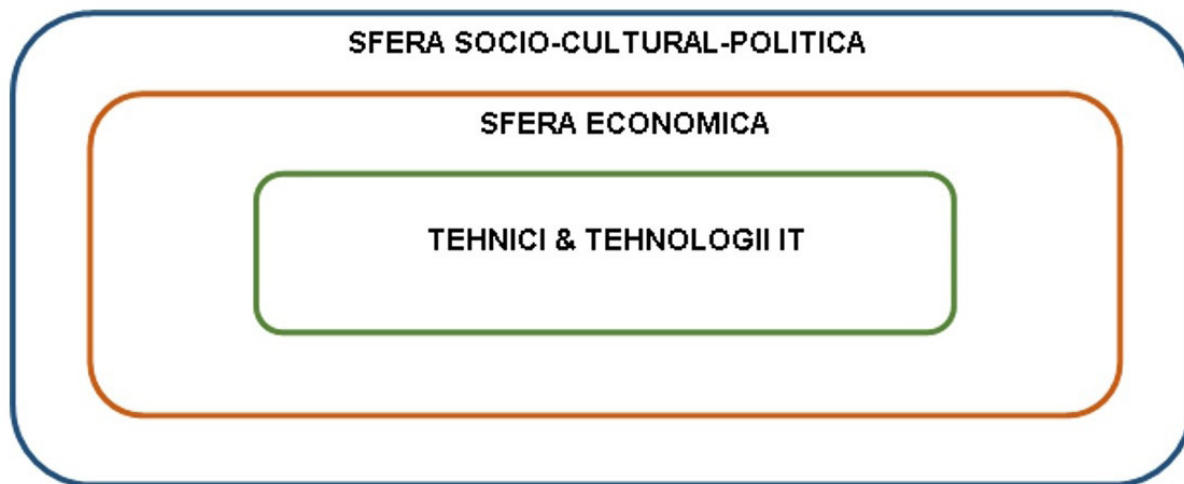 SFERA SOCIO-CULTURAL-POLITICA
SFERA ECONOMICA
TEHNICI & TEHNOLOGII IT